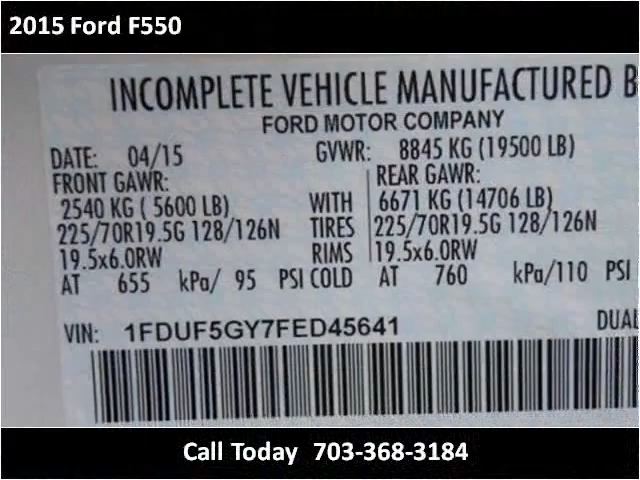 2015 Ford F550
INCOMPLETE VEHICLE MANUFACTURED B
FORD MOTOR COMPANY
DATE: 04/15 GVWR: 8845 KG (19500 LB)
FRONT GAWR: REAR GAWR:
2540 KG ( 5600 LB) WITH 6671 KG (14706 LB)
225/70R19.5G 128/126N TIRES 225/70R19.5G 128/126N
19.5x6.0RW RIMS 19.5x6.0RW
AT 655 kPa/ 95 PSI COLD AT 760 kPa/110 PSI
VIN: 1FDUF5GY7FED45641 DUAL
Call Today 703-368-3184